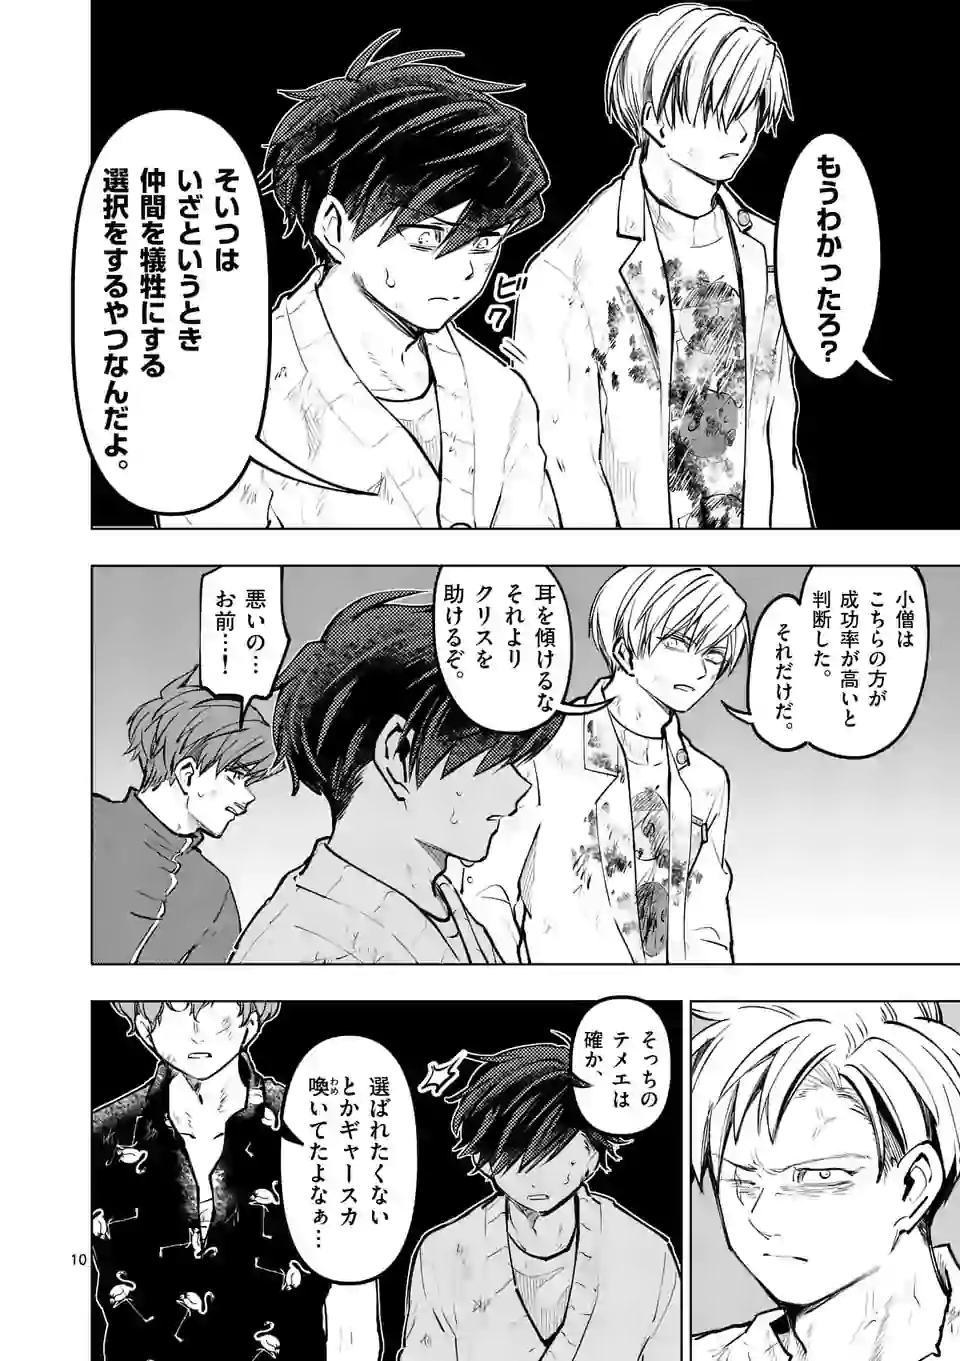 もうわかったろ？
そいつは
いざというとき
仲間を犠牲にする
選択をするやつなんだよ。
ビク
小僧は
こちらの方が
成功率が高いと
判断した。
それだけだ。
耳を傾けるな
それより
クリスを
助けるぞ。
悪いの…
お前…！
そっちの
テメエは
確か
選ばれたくない
とかギャースカ
喚いてたよなぁ…
わめ
10